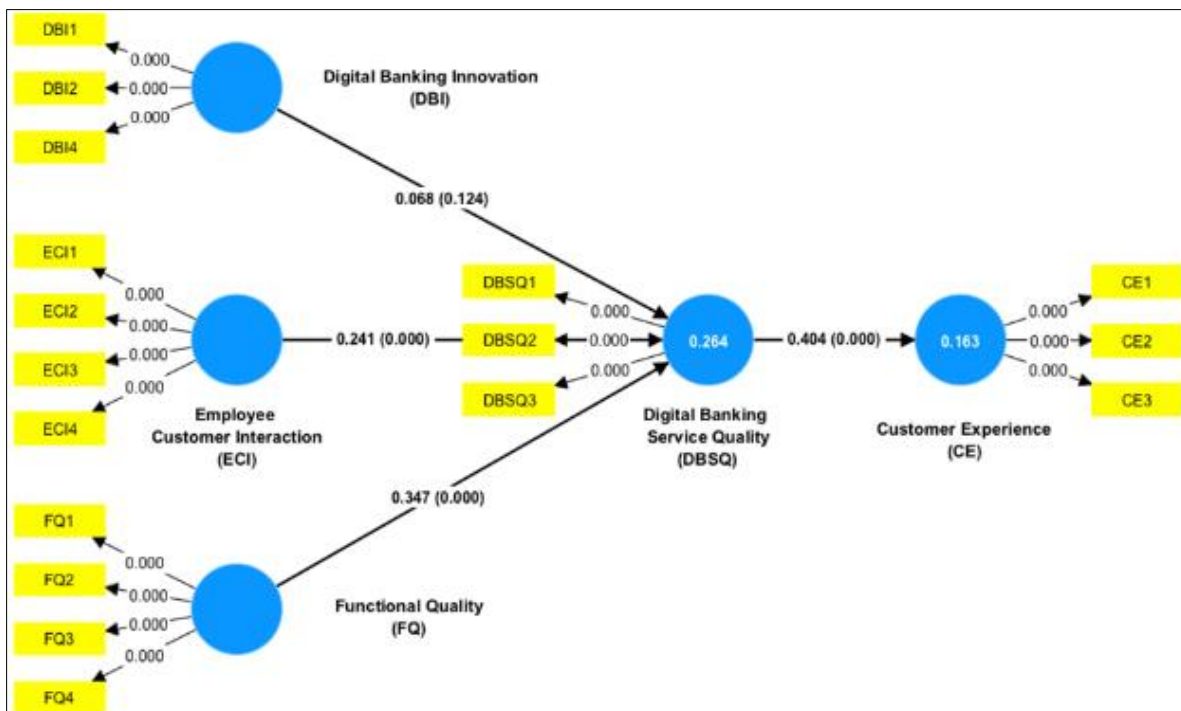 DBI1
0.000
DBI2
0.000
0.000
DBI4
Digital Banking Innovation
(DBI)
0.068 (0.124)
ECI1
0.000
ECI2
0.000
0.000
ECI3
0.000
ECI4
Employee
Customer Interaction
(ECI)
0.241 (0.000)
DBSQ1
0.000
DBSQ2
0.000
0.000
DBSQ3
0.264
Digital Banking
Service Quality
(DBSQ)
0.404 (0.000)
0.163
Customer Experience
(CE)
0.000
CE1
0.000
CE2
0.000
CE3
0.347 (0.000)
FQ1
0.000
FQ2
0.000
0.000
FQ3
0.000
FQ4
Functional Quality
(FQ)